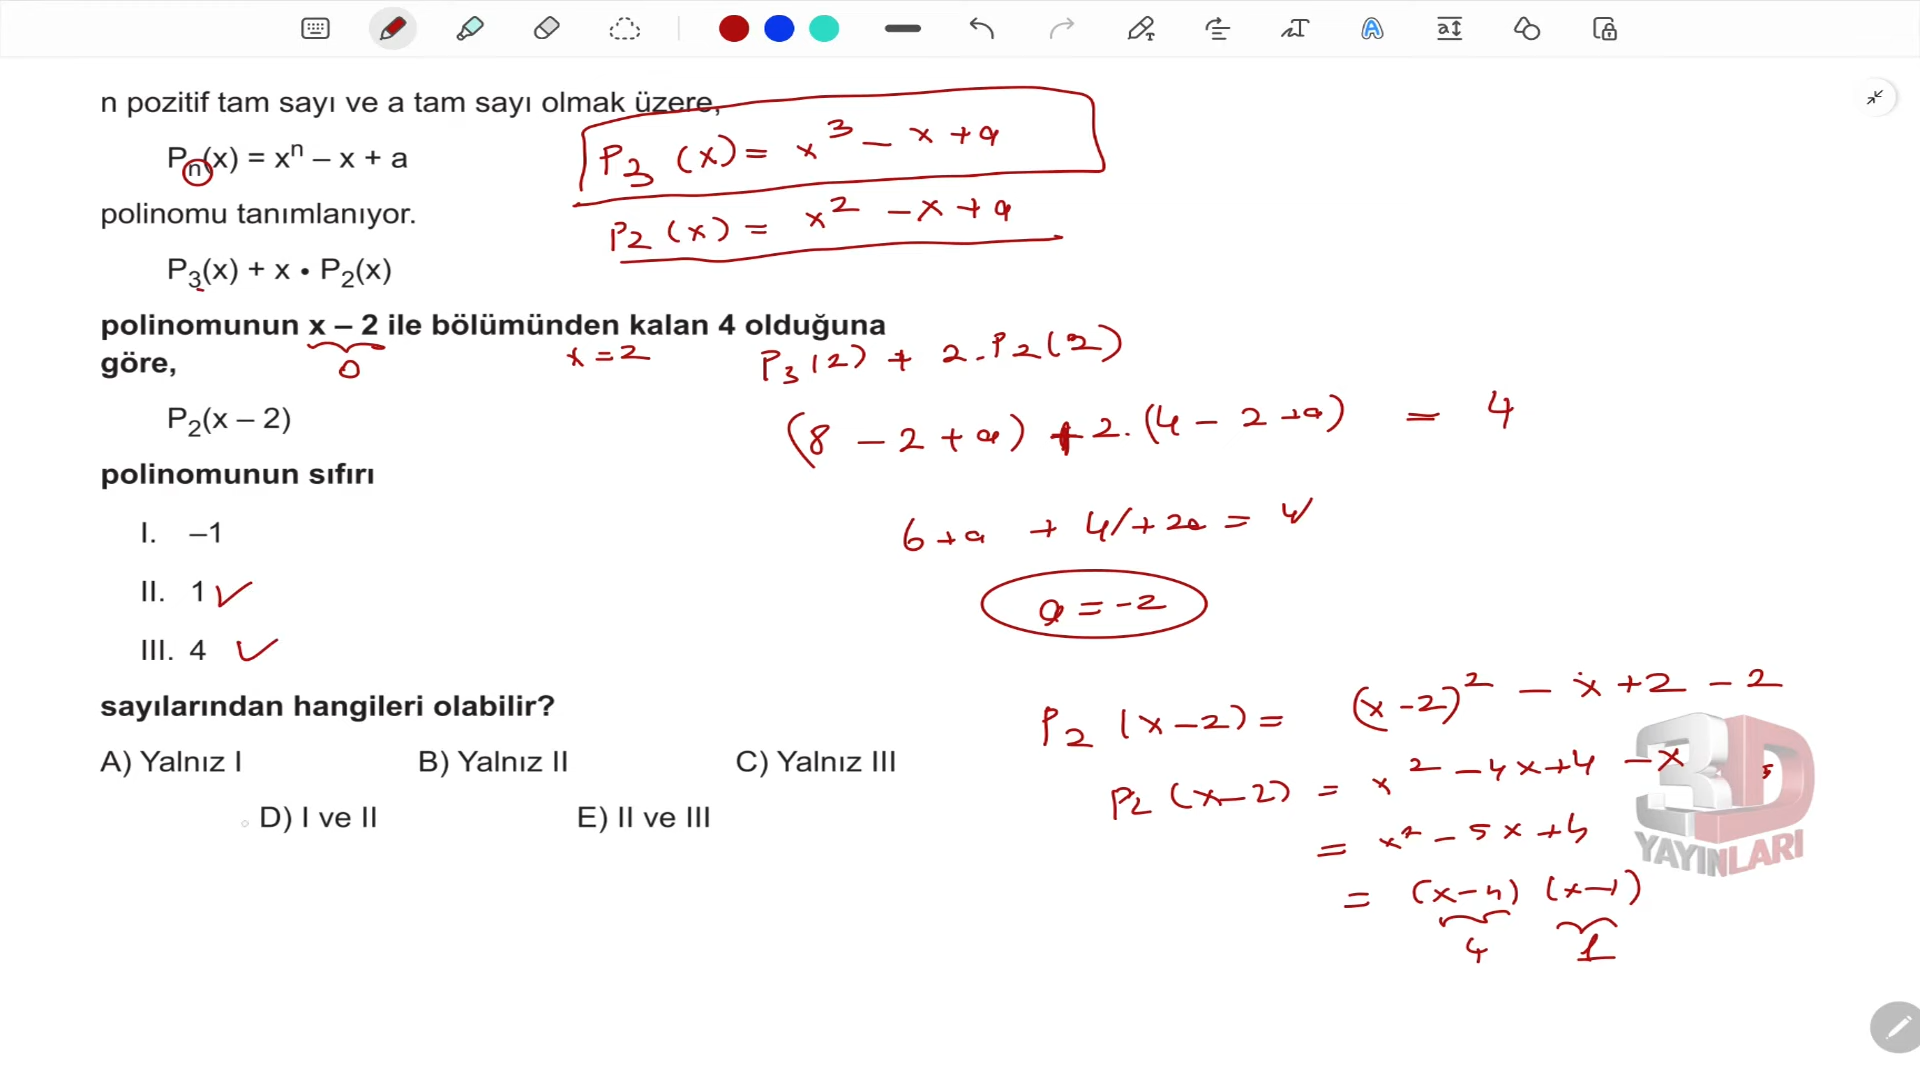 n pozitif tam sayı ve a tam sayı olmak üzere,
Pₙ(x) = xⁿ – x + a
polinomu tanımlanıyor.
P₃(x) + x • P₂(x)
polinomunun x – 2 ile bölümünden kalan 4 olduğuna
göre,
P₂(x – 2)
polinomunun sıfırı
I. –1
II. 1 ✓
III. 4 ✓
sayılarından hangileri olabilir?
A) Yalnız I B) Yalnız II C) Yalnız III
D) I ve II E) II ve III
P₃(x) = x³ – x + a
P₂(x) = x² – x + a
0
x = 2
P₃(2) + 2.P₂(2)
(8 – 2 + a) + 2.(4 – 2 + a) = 4
6 + a + 4 + 2a = 4
a = -2
P₂(x – 2) = (x – 2)² – x + 2 – 2
P₂(x – 2) = x² – 4x + 4 – x
= x² – 5x + 4
= (x – 4) (x – 1)
4 1
3D
YAYINLARI